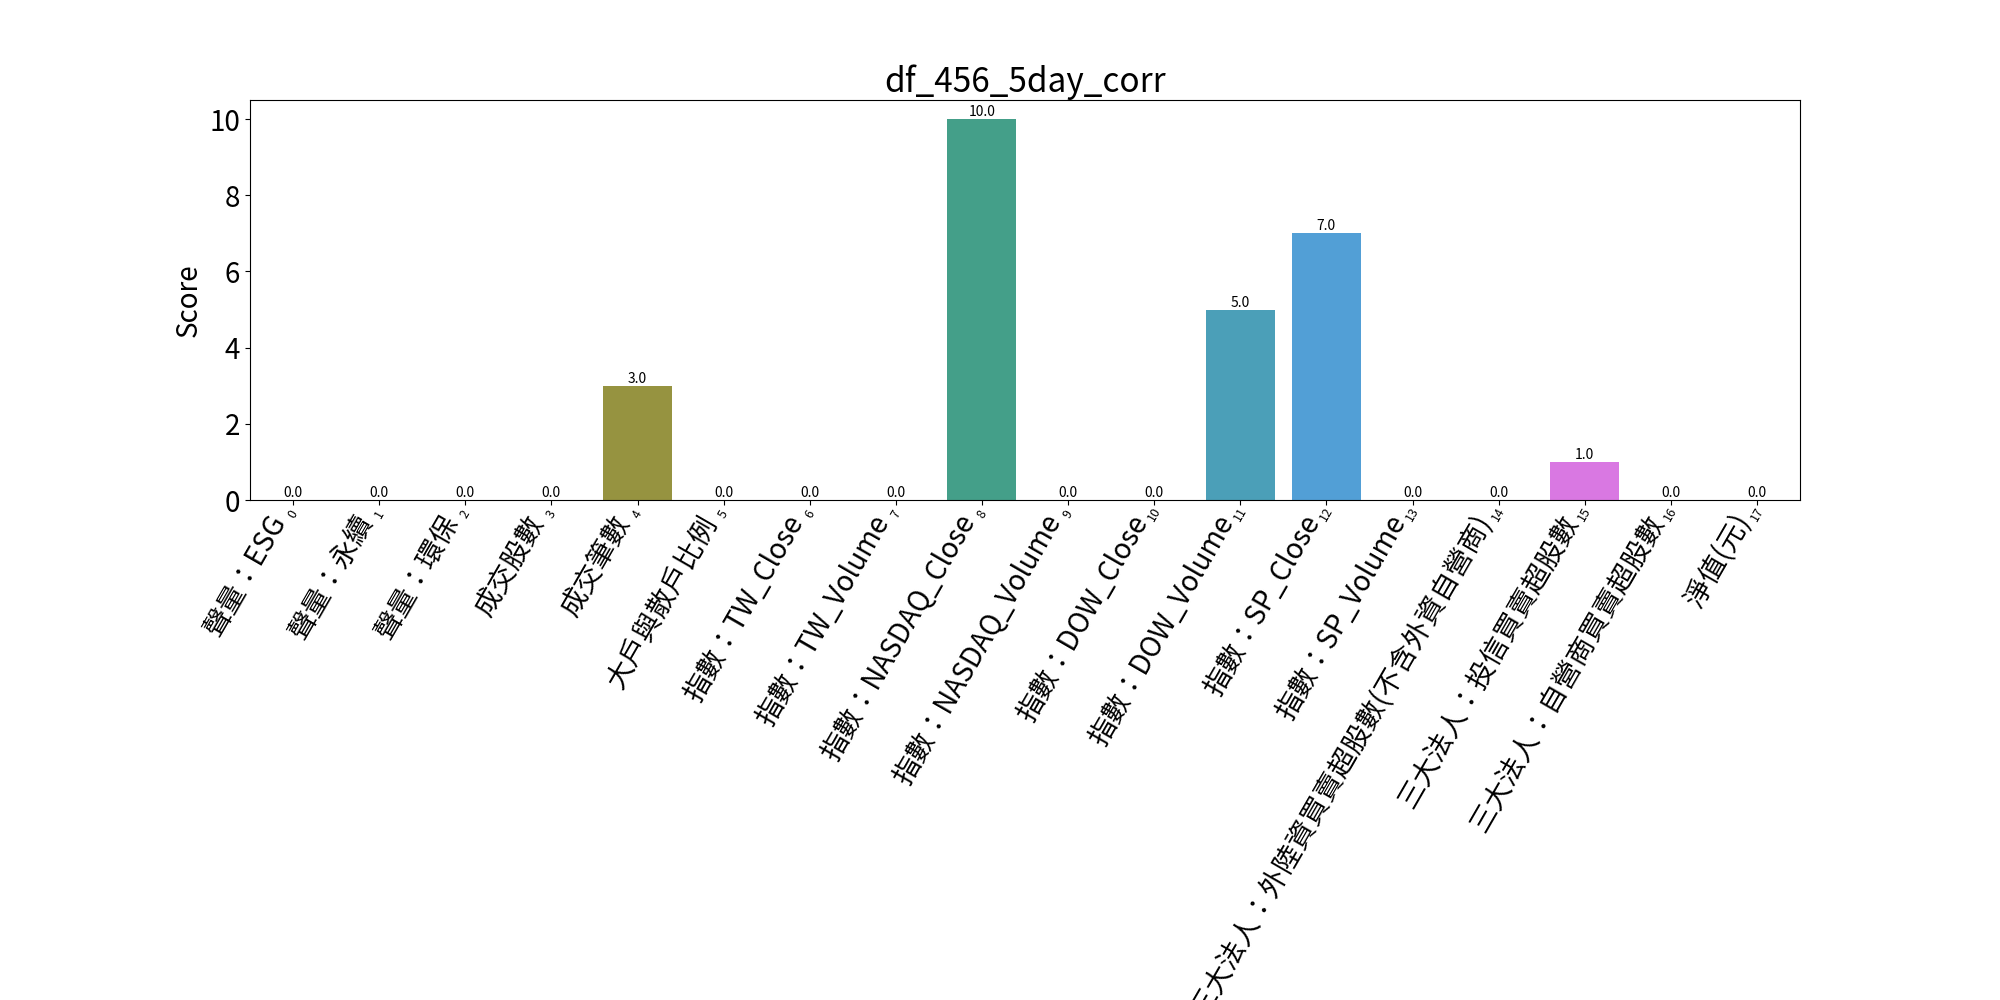 df_456_5day_corr
Score
10
8
6
4
2
0
0.0
0.0
0.0
0.0
3.0
0.0
0.0
0.0
10.0
0.0
0.0
5.0
7.0
0.0
0.0
1.0
0.0
0.0
0
1
2
3
4
5
6
7
8
9
10
11
12
13
14
15
16
17
聲量：ESG
聲量：永續
聲量：環保
成交股數
成交筆數
大戶與散戶比例
指數：TW_Close
指數：TW_Volume
指數：NASDAQ_Close
指數：NASDAQ_Volume
指數：DOW_Close
指數：DOW_Volume
指數：SP_Close
指數：SP_Volume
三大法人：外陸資買賣超股數(不含外資自營商)
三大法人：投信買賣超股數
三大法人：自營商買賣超股數
淨值(元)